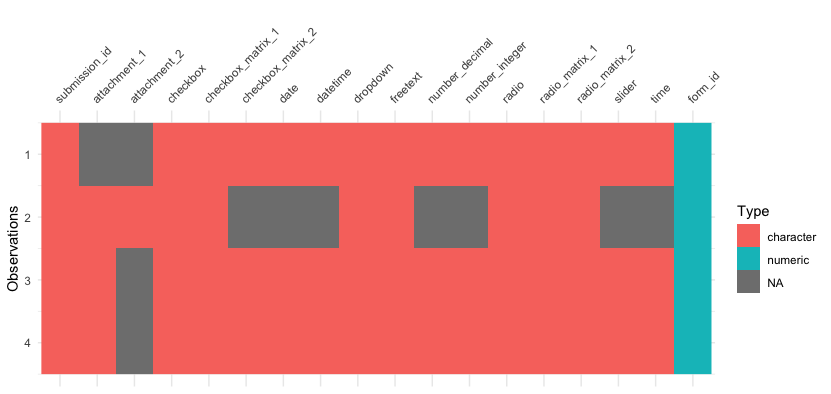 submission_id
attachment_1
attachment_2
checkbox
checkbox_matrix_1
checkbox_matrix_2
date
datetime
dropdown
freetext
number_decimal
number_integer
radio
radio_matrix_1
radio_matrix_2
slider
time
form_id
Observations
1
2
3
4
Type
character
numeric
NA